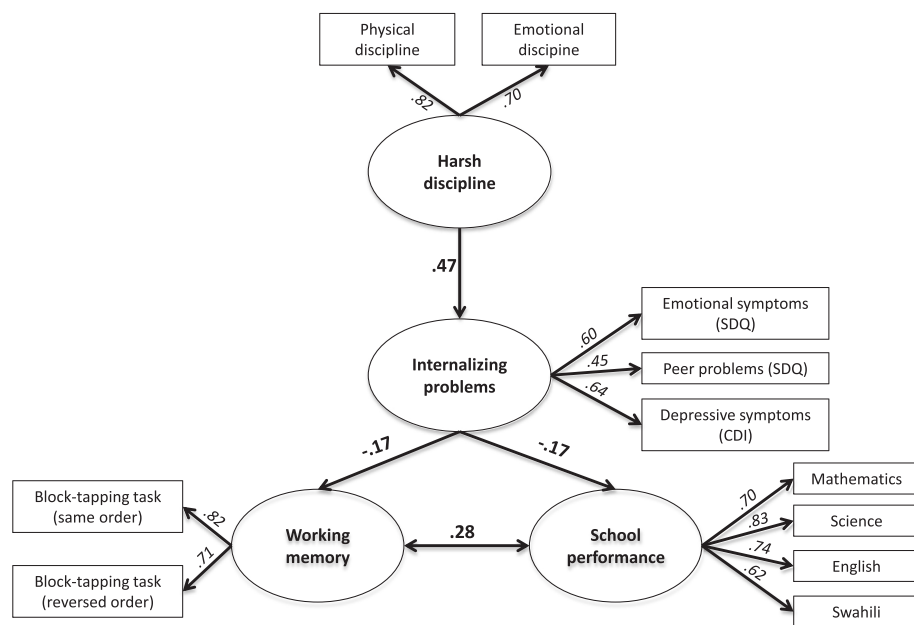 Physical
discipline
Emotional
discipine
.82
.70
Harsh
discipline
.47
Internalizing
problems
.60
.45
.64
Emotional symptoms
(SDQ)
Peer problems (SDQ)
Depressive symptoms
(CDI)
-.17
-.17
Block-tapping task
(same order)
Block-tapping task
(reversed order)
.82
.71
Working
memory
.28
School
performance
.70
.83
.74
.62
Mathematics
Science
English
Swahili